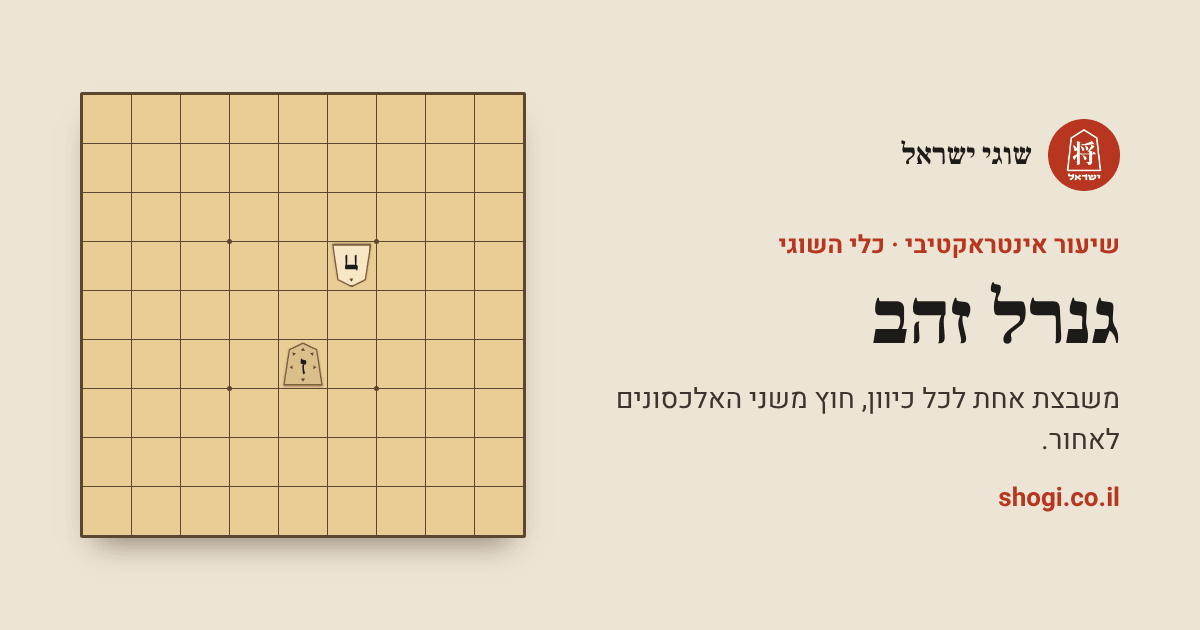 将
ישראל
שוגי ישראל
שיעור אינטראקטיבי · כלי השוגי
גנרל זהב
משבצת אחת לכל כיוון, חוץ משני האלכסונים
לאחור.
shogi.co.il
ר
ז